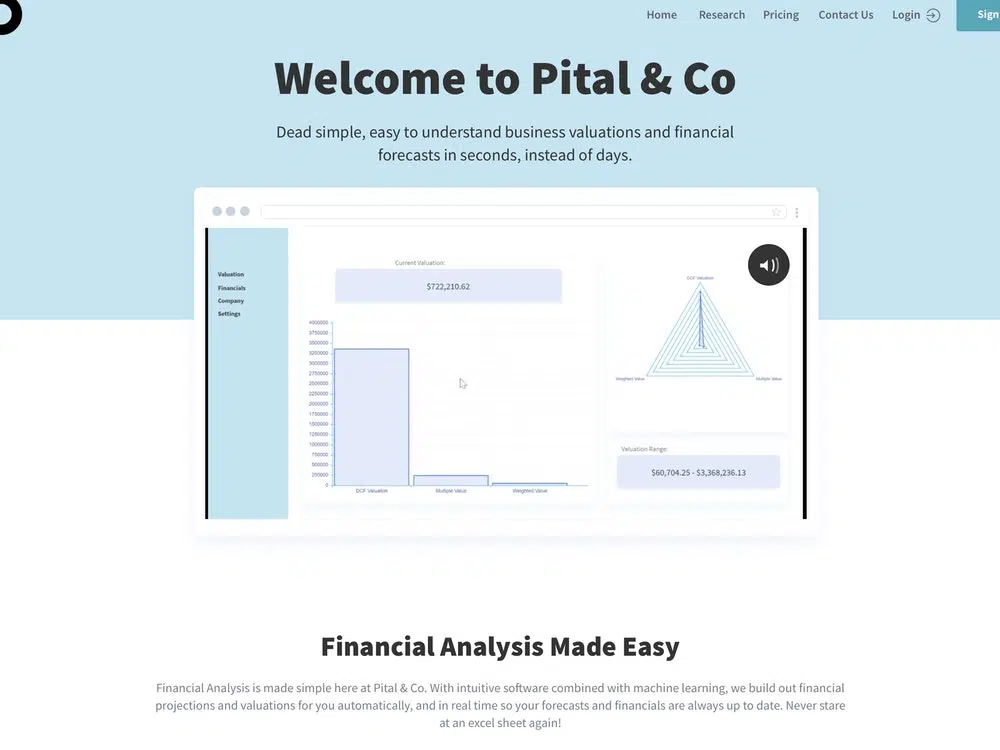 Home Research Pricing Contact Us Login Sign
Welcome to Pital & Co
Dead simple, easy to understand business valuations and financial
forecasts in seconds, instead of days.
Valuation
Financials
Company
Settings
Current Valuation:
$722,210.62
4000000
3750000
3500000
3250000
3000000
2750000
2500000
2250000
2000000
1750000
1500000
1250000
1000000
750000
500000
250000
0
DCF Valuation Multiple Value Weighted Value
DCF Valuation
Weighted Value Multiple Value
Valuation Range:
$60,704.25 - $3,368,236.13
Financial Analysis Made Easy
Financial Analysis is made simple here at Pital & Co. With intuitive software combined with machine learning, we build out financial
projections and valuations for you automatically, and in real time so your forecasts and financials are always up to date. Never stare
at an excel sheet again!